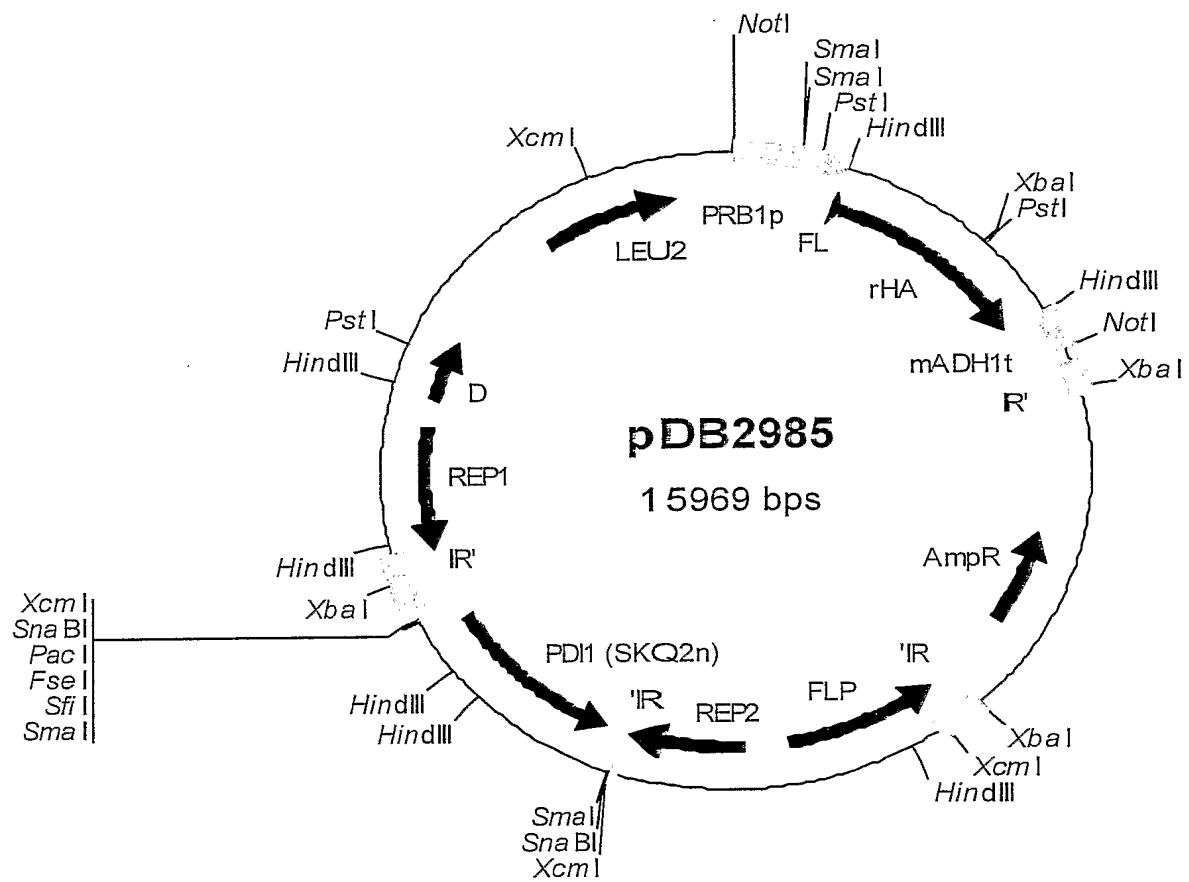 NotI
SmaI
SmaI
PstI
HindIII
XcmI
XbaI
PstI
PRB1p
FL
LEU2
rHA
HindIII
NotI
XbaI
mADH1t
IR'
PstI
HindIII
D
pDB2985
15969 bps
REP1
AmpR
HindIII
IR'
XbaI
XcmI
SnaBI
PacI
FseI
SfiI
SmaI
PDI1 (SKQ2n)
'IR
'IR
REP2
FLP
HindIII
HindIII
XbaI
XcmI
HindIII
SmaI
SnaBI
XcmI